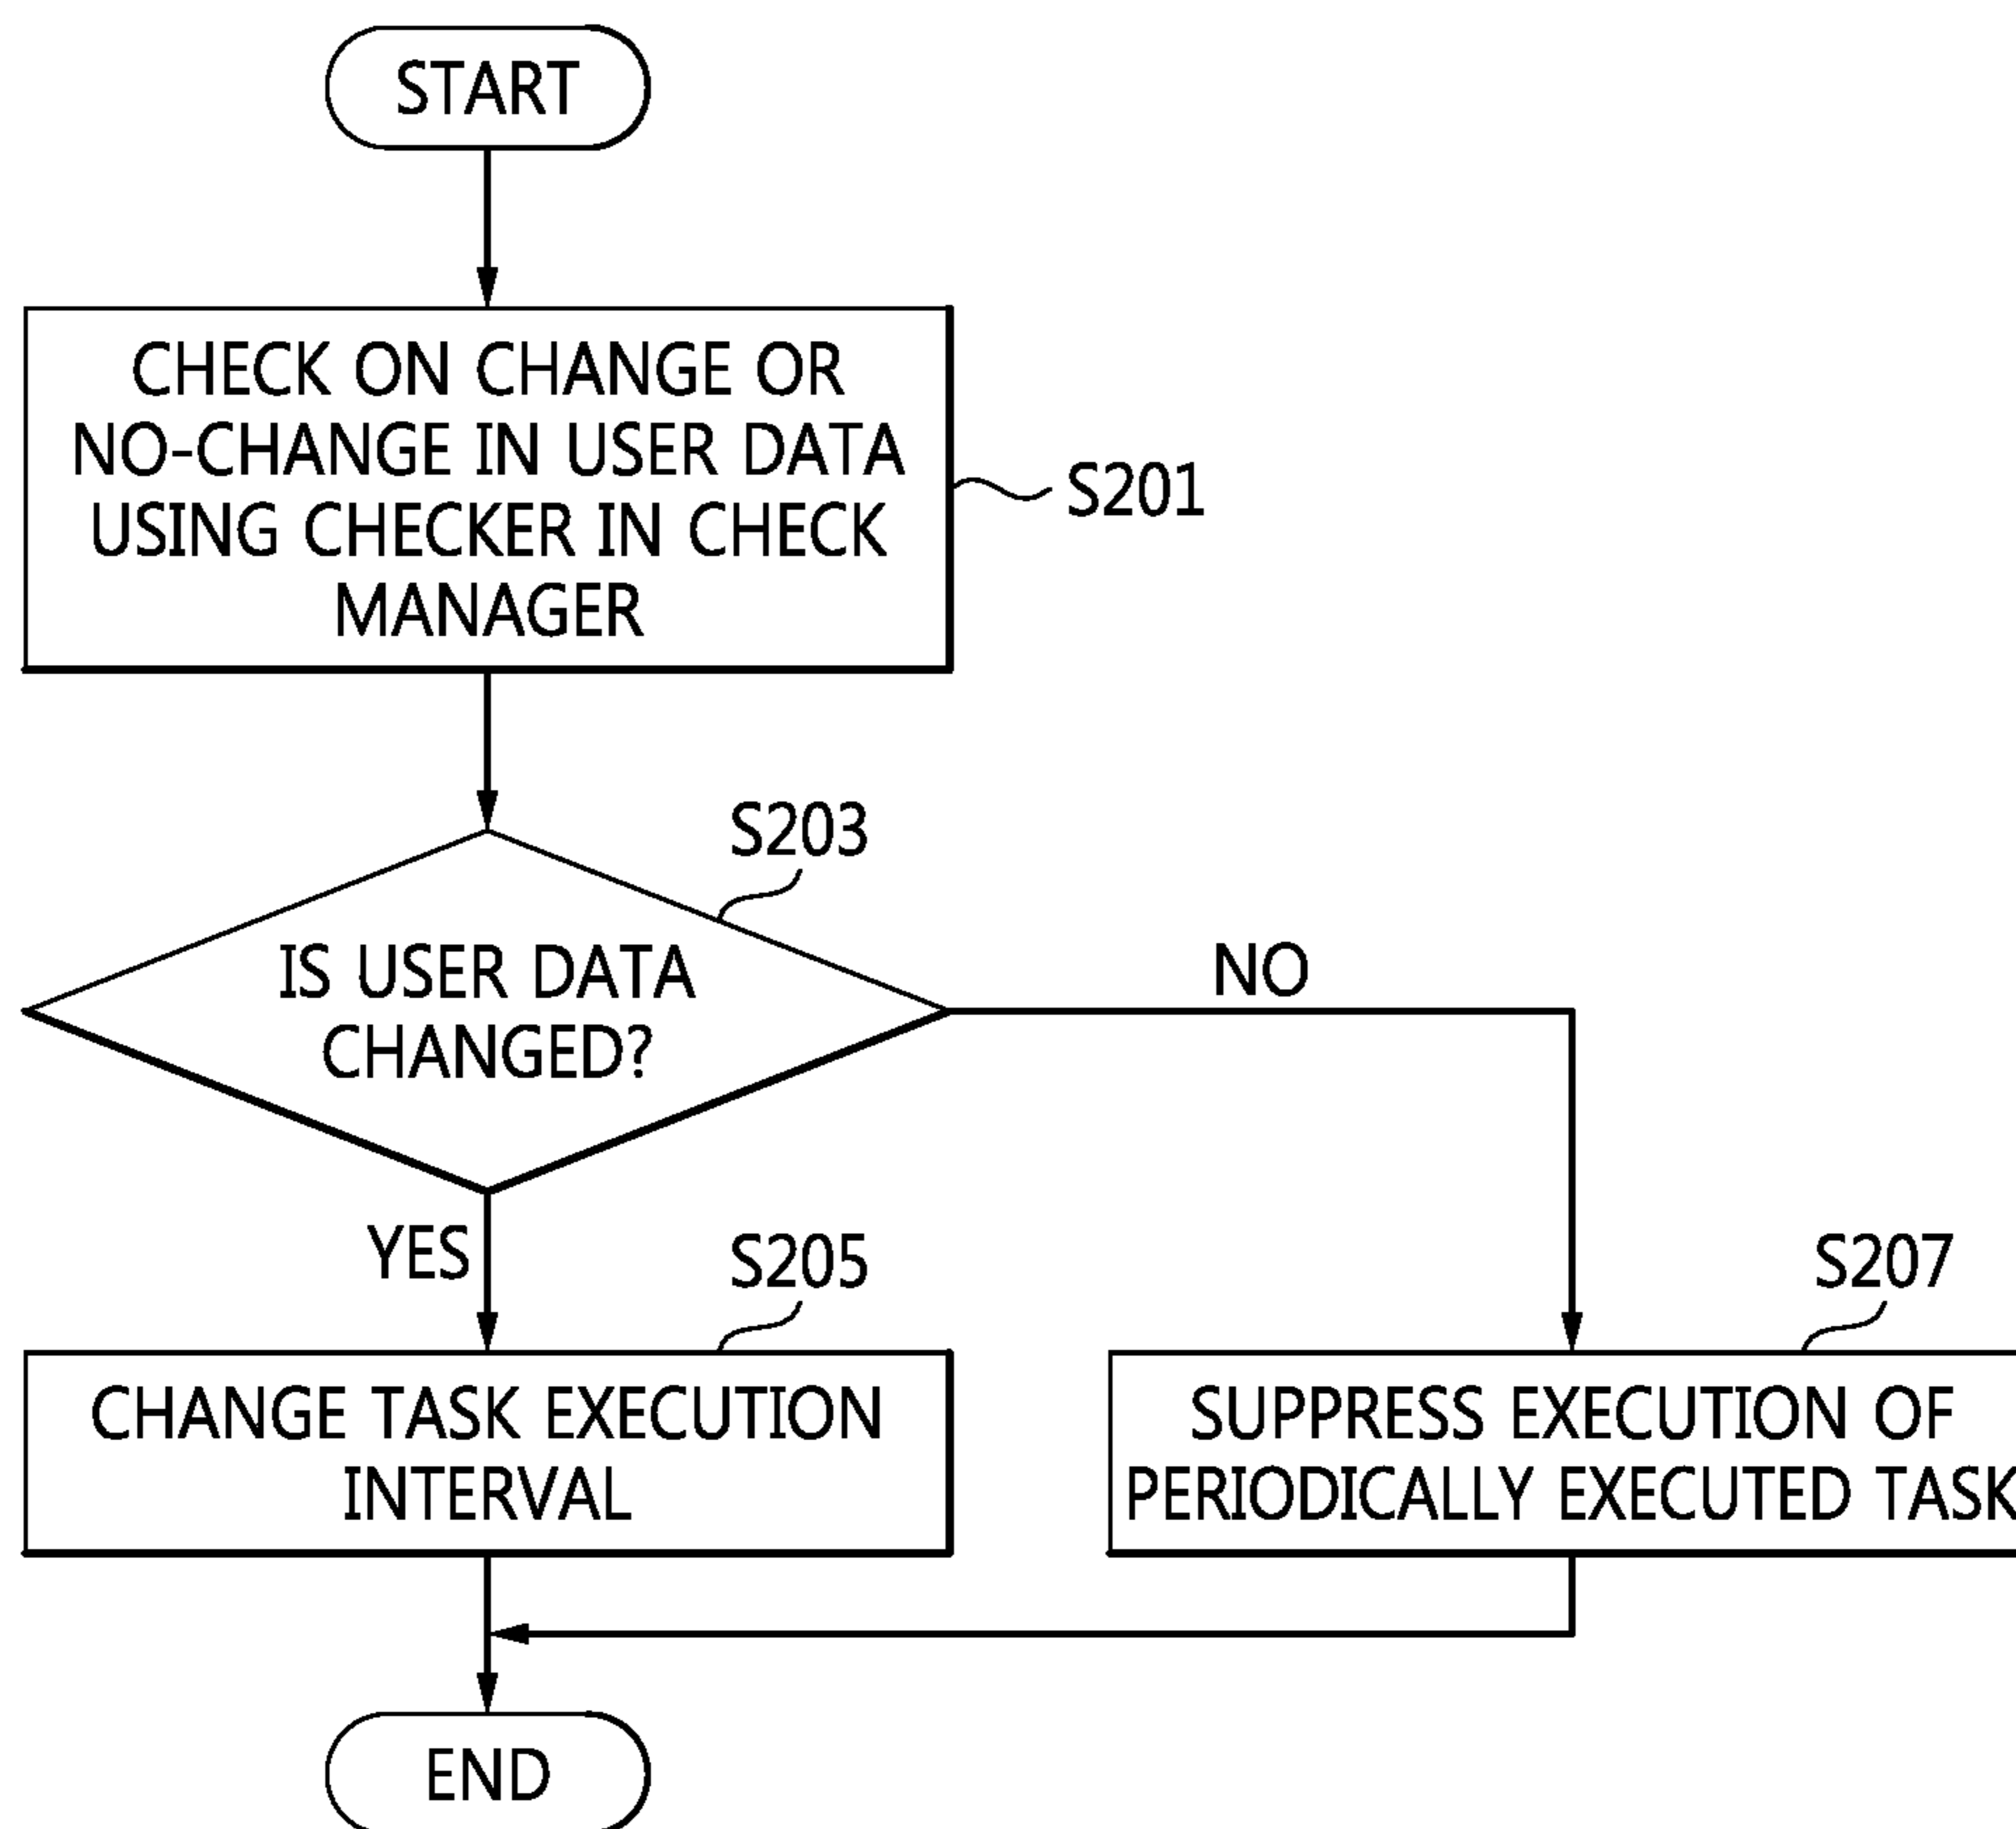 START
CHECK ON CHANGE OR
NO-CHANGE IN USER DATA
USING CHECKER IN CHECK
MANAGER
S201
S203
IS USER DATA
CHANGED?
NO
YES
S205
S207
CHANGE TASK EXECUTION
INTERVAL
SUPPRESS EXECUTION OF
PERIODICALLY EXECUTED TASK
END